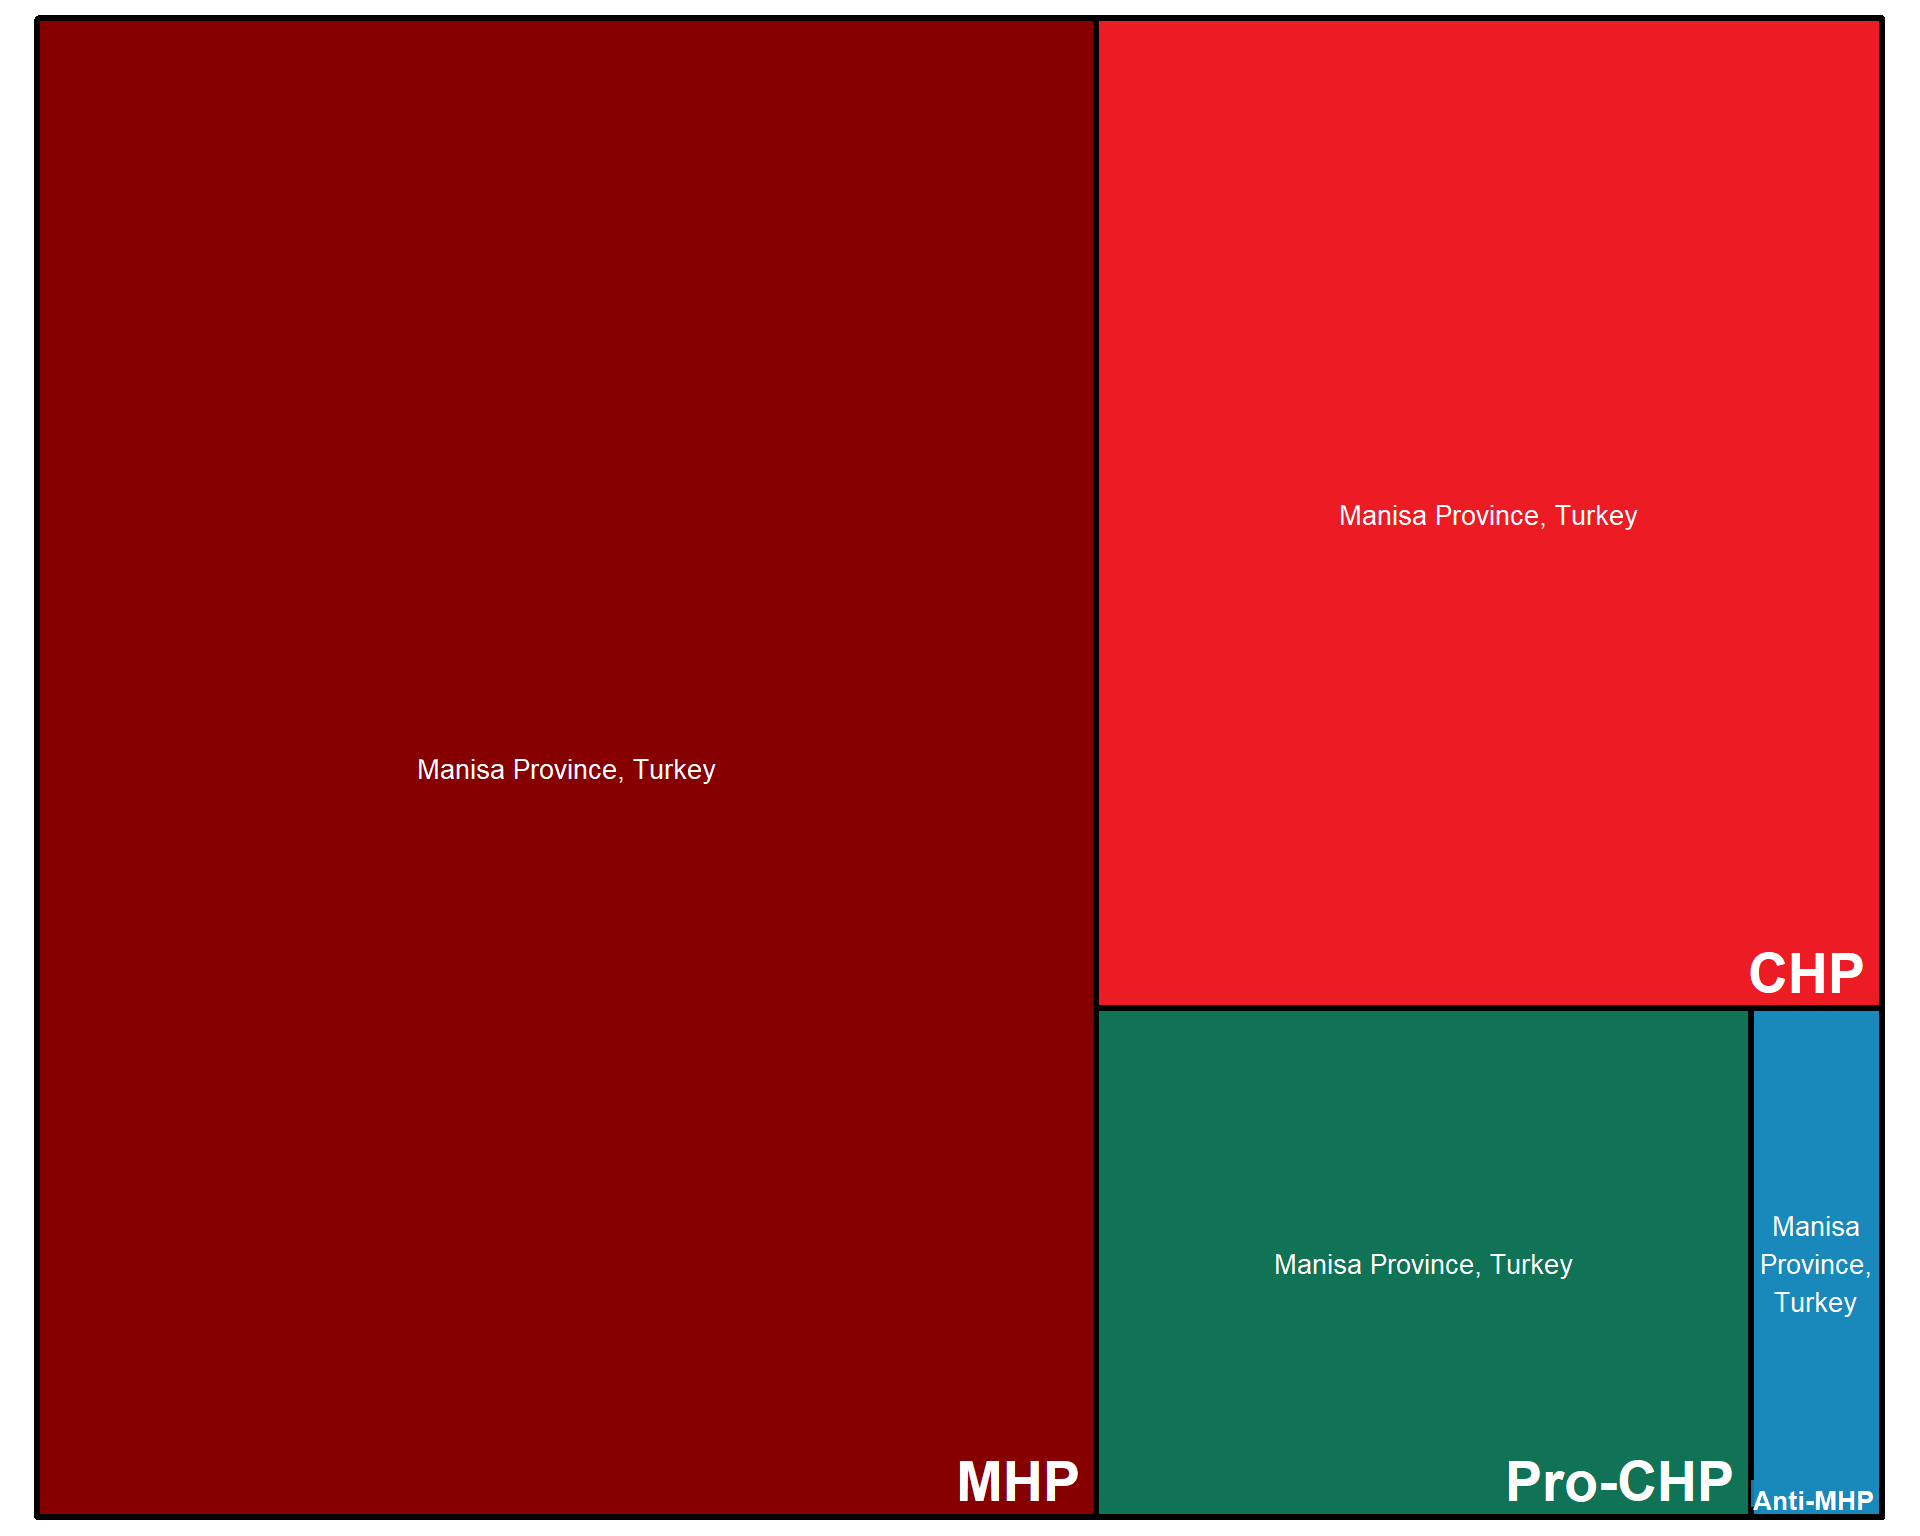 Manisa Province, Turkey
MHP
Manisa Province, Turkey
CHP
Manisa Province, Turkey
Pro-CHP
Manisa
Province,
Turkey
Anti-MHP